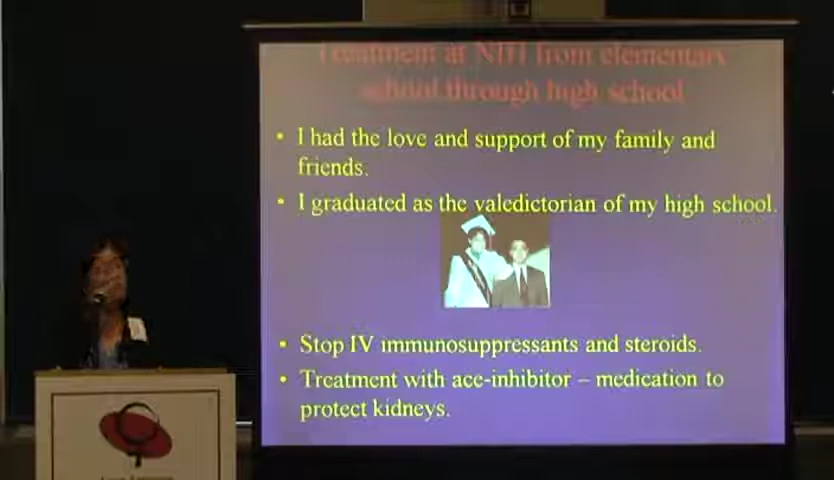 Treatment at NIH from elementary
school through high school
• I had the love and support of my family and
friends.
• I graduated as the valedictorian of my high school.
• Stop IV immunosuppressants and steroids.
• Treatment with ace-inhibitor – medication to
protect kidneys.